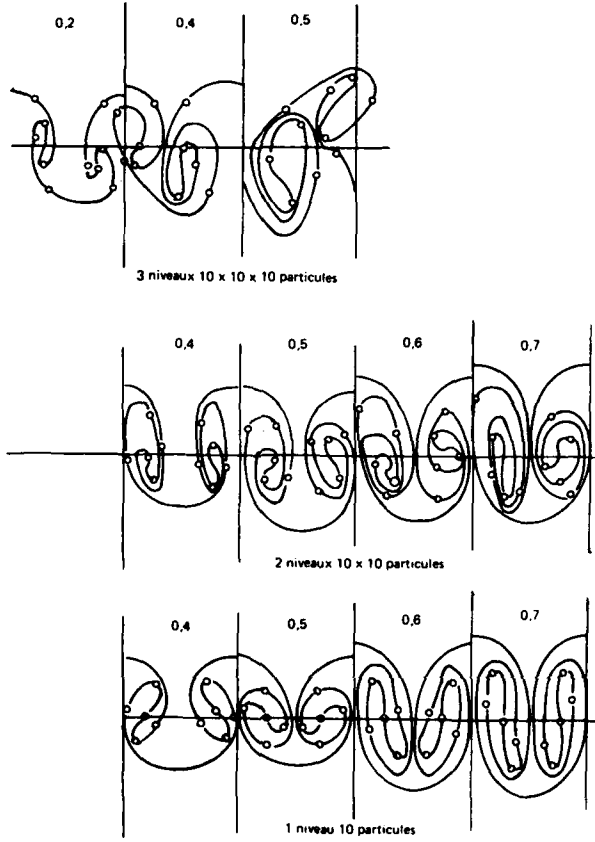 0,2 0,4 0,5
3 niveaux 10 x 10 x 10 particules
0,4 0,5 0,6 0,7
2 niveaux 10 x 10 particules
0,4 0,5 0,6 0,7
1 niveau 10 particules